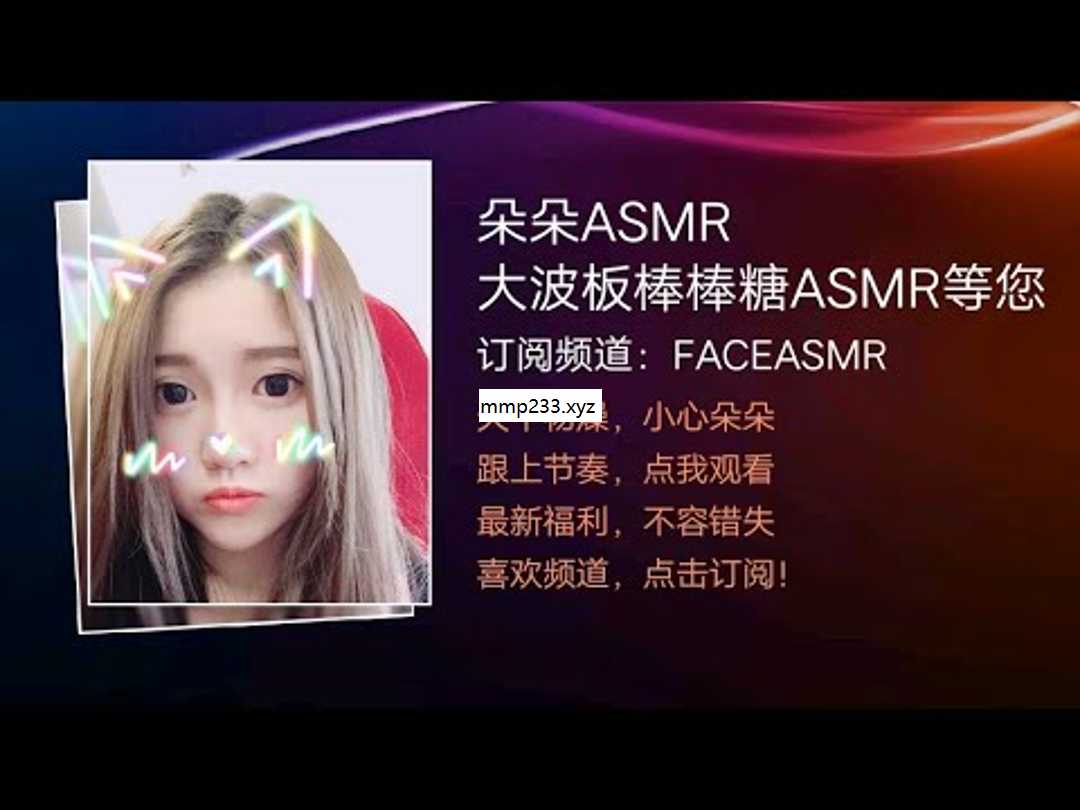 朵朵ASMR
大波板棒棒糖ASMR等您
订阅频道：FACEASMR
mmp233.xyz
燥，小心朵朵
跟上节奏，点我观看
最新福利，不容错失
喜欢频道，点击订阅！